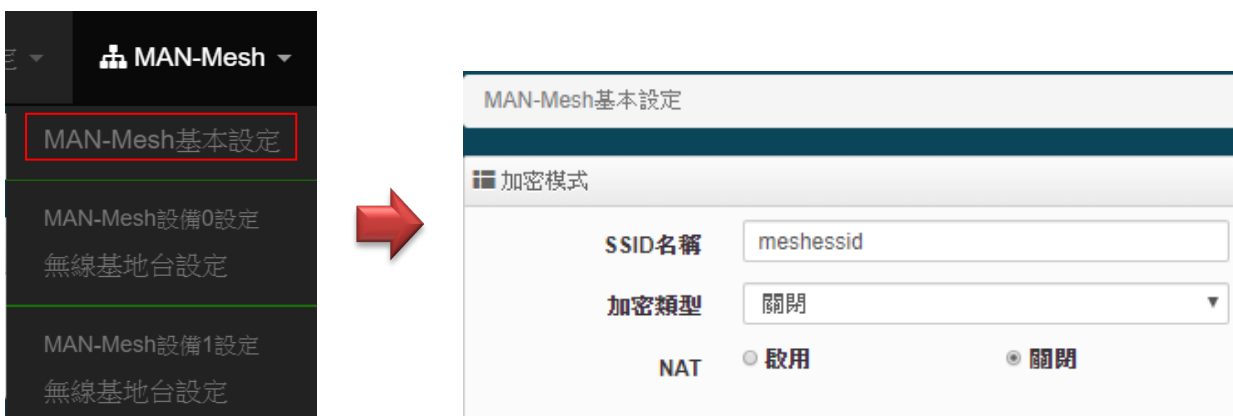 MAN-Mesh
MAN-Mesh基本設定
MAN-Mesh設備0設定
無線基地台設定
MAN-Mesh設備1設定
無線基地台設定
MAN-Mesh基本設定
加密模式
SSID名稱 meshessid
加密類型 關閉
NAT 啟用 關閉